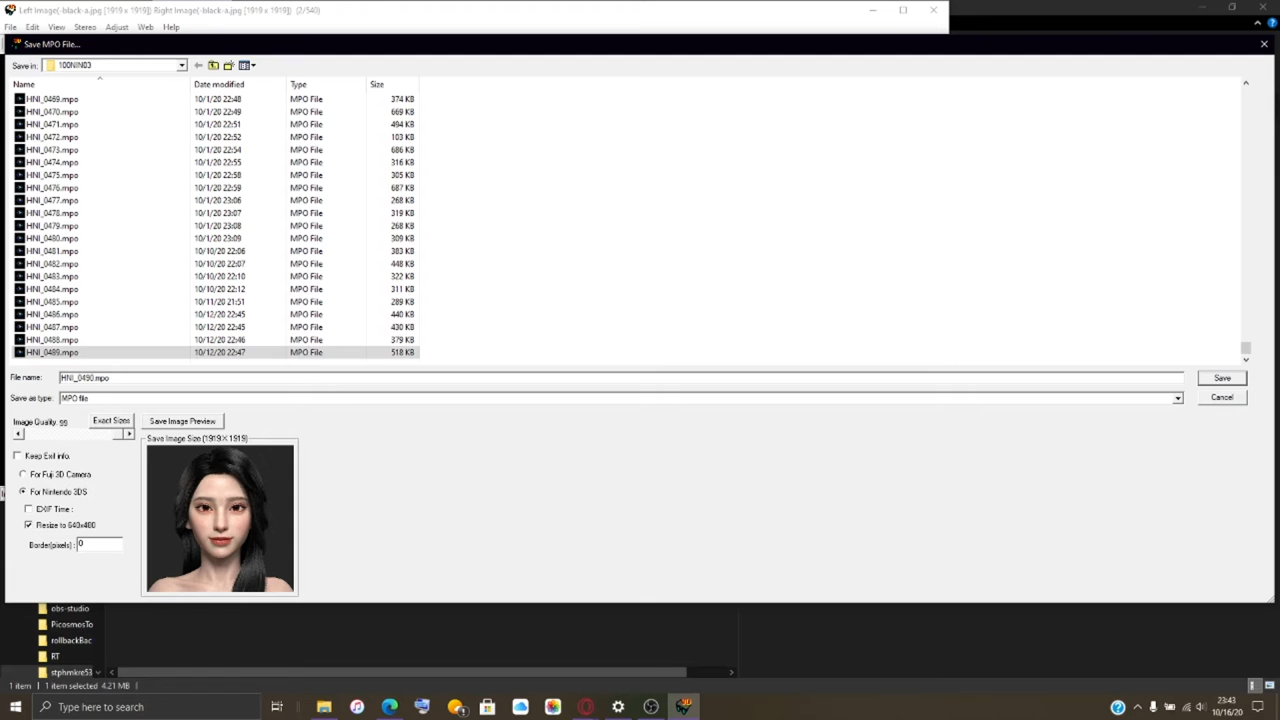 Left Image(-black-a.jpg [1919 x 1919]) Right Image(-black-a.jpg [1919 x 1919]) (2/540)
File Edit View Stereo Adjust Web Help
Save MPO File...
Save in: 100NIN03
Name Date modified Type Size
HNI_0469.mpo 10/1/20 22:48 MPO File 374 KB
HNI_0470.mpo 10/1/20 22:49 MPO File 669 KB
HNI_0471.mpo 10/1/20 22:51 MPO File 494 KB
HNI_0472.mpo 10/1/20 22:52 MPO File 103 KB
HNI_0473.mpo 10/1/20 22:54 MPO File 686 KB
HNI_0474.mpo 10/1/20 22:55 MPO File 316 KB
HNI_0475.mpo 10/1/20 22:58 MPO File 305 KB
HNI_0476.mpo 10/1/20 22:59 MPO File 687 KB
HNI_0477.mpo 10/1/20 23:06 MPO File 268 KB
HNI_0478.mpo 10/1/20 23:07 MPO File 319 KB
HNI_0479.mpo 10/1/20 23:08 MPO File 268 KB
HNI_0480.mpo 10/1/20 23:09 MPO File 309 KB
HNI_0481.mpo 10/10/20 22:06 MPO File 383 KB
HNI_0482.mpo 10/10/20 22:07 MPO File 448 KB
HNI_0483.mpo 10/10/20 22:10 MPO File 322 KB
HNI_0484.mpo 10/10/20 22:12 MPO File 311 KB
HNI_0485.mpo 10/11/20 21:51 MPO File 289 KB
HNI_0486.mpo 10/12/20 22:45 MPO File 440 KB
HNI_0487.mpo 10/12/20 22:45 MPO File 430 KB
HNI_0488.mpo 10/12/20 22:46 MPO File 379 KB
HNI_0489.mpo 10/12/20 22:47 MPO File 518 KB
File name: HNI_0490.mpo Save
Save as type: MPO file Cancel
Image Quality: 99 Exact Sizes Save Image Preview
Save Image Size (1919X1919)
Keep Exif info.
For Fuji 3D Camera
For Nintendo 3DS
EXIF Time :
Resize to 640x480
Border(pixels) : 0
obs-studio
PicosmosTo
rollbackBac
RT
stphmkre53
1 item 1 item selected 4.21 MB
Type here to search
23:43
10/16/20